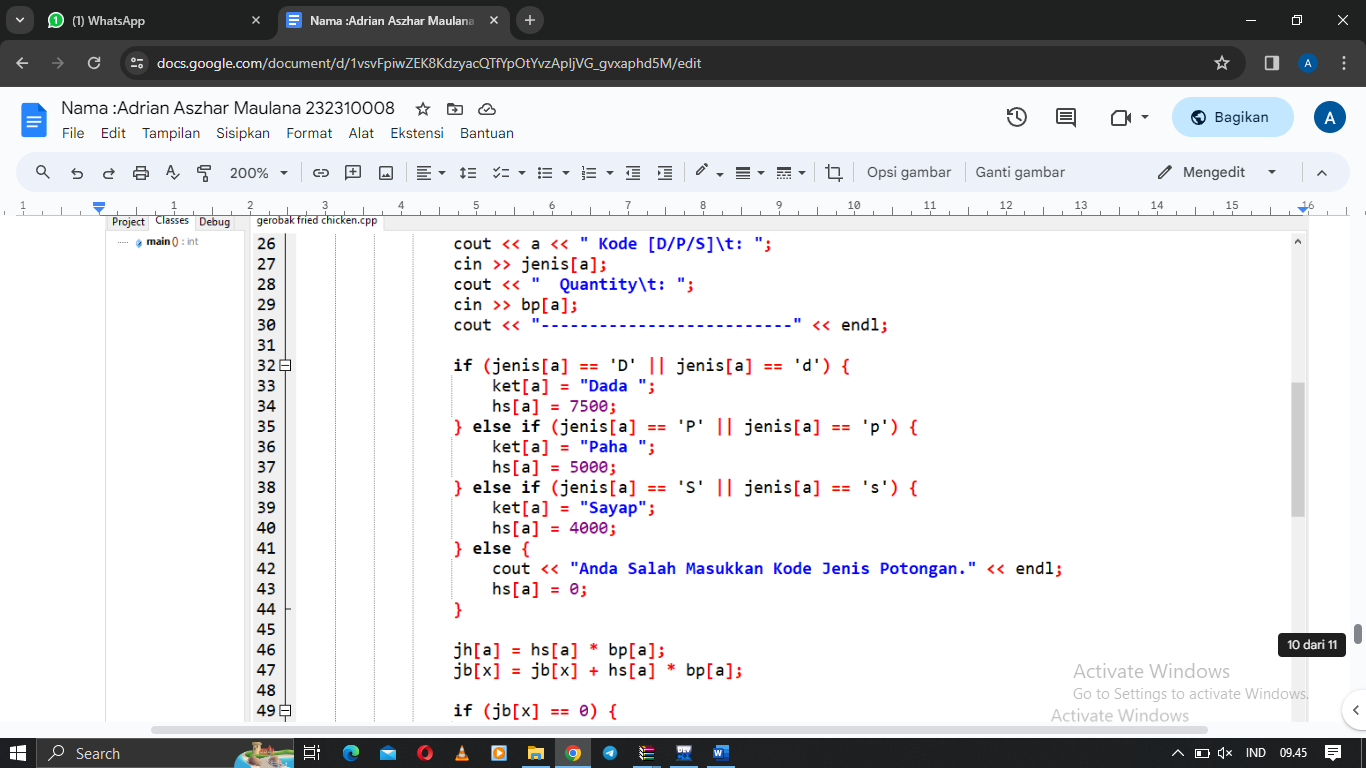 (1) WhatsApp
Nama :Adrian Aszhar Maulana
docs.google.com/document/d/1vsvFpiwZEK8KdzyacQTfYpOtYvzApljVG_gvxaphd5M/edit
A
Nama :Adrian Aszhar Maulana 232310008
File Edit Tampilan Sisipkan Format Alat Ekstensi Bantuan
Bagikan
A
200% Opsi gambar Ganti gambar Mengedit
1 1 2 3 4 5 6 7 8 9 10 11 12 13 14 15 16
Project Classes Debug gerobak fried chicken.cpp
main () : int
26 cout << a << " Kode [D/P/S]\t: ";
27 cin >> jenis[a];
28 cout << "  Quantity\t: ";
29 cin >> bp[a];
30 cout << "--------------------------" << endl;
31
32 if (jenis[a] == 'D' || jenis[a] == 'd') {
33 ket[a] = "Dada ";
34 hs[a] = 7500;
35 } else if (jenis[a] == 'P' || jenis[a] == 'p') {
36 ket[a] = "Paha ";
37 hs[a] = 5000;
38 } else if (jenis[a] == 'S' || jenis[a] == 's') {
39 ket[a] = "Sayap";
40 hs[a] = 4000;
41 } else {
42 cout << "Anda Salah Masukkan Kode Jenis Potongan." << endl;
43 hs[a] = 0;
44 }
45
46 jh[a] = hs[a] * bp[a];
47 jb[x] = jb[x] + hs[a] * bp[a];
48
49 if (jb[x] == 0) {
10 dari 11
Activate Windows
Go to Settings to activate Windows.
Activate Windows
Search
IND 09.45